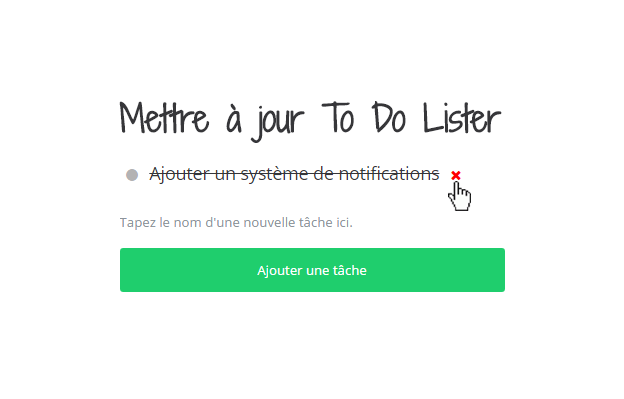 Mettre à jour To Do Lister
Ajouter un système de notifications
Tapez le nom d'une nouvelle tâche ici.
Ajouter une tâche